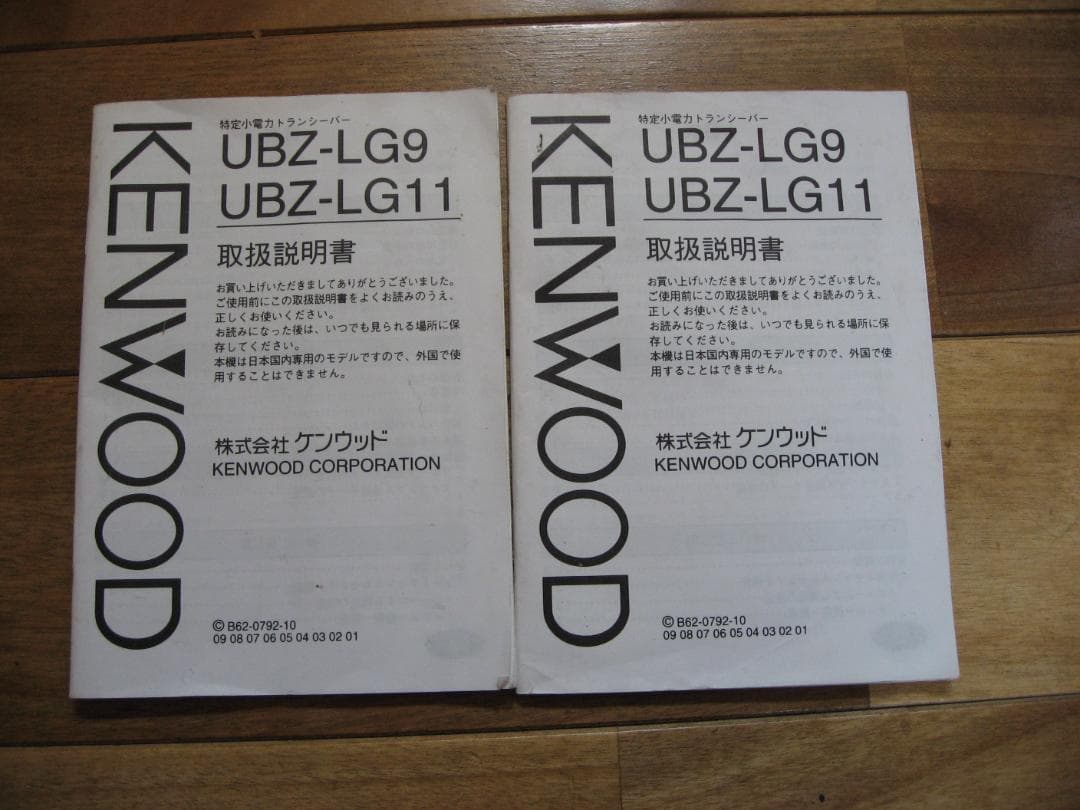 KENWOOD
特定小電力トランシーバー
UBZ-LG9
UBZ-LG11
取扱説明書
お買い上げいただきましてありがとうございました。
ご使用前にこの取扱説明書をよくお読みのうえ、
正しくお使いください。
お読みになった後は、いつでも見られる場所に保
存してください。
本機は日本国内専用のモデルですので、外国で使
用することはできません。
株式会社 ケンウッド
KENWOOD CORPORATION
© B62-0792-10
09 08 07 06 05 04 03 02 01
KENWOOD
特定小電力トランシーバー
UBZ-LG9
UBZ-LG11
取扱説明書
お買い上げいただきましてありがとうございました。
ご使用前にこの取扱説明書をよくお読みのうえ、
正しくお使いください。
お読みになった後は、いつでも見られる場所に保
存してください。
本機は日本国内専用のモデルですので、外国で使
用することはできません。
株式会社 ケンウッド
KENWOOD CORPORATION
© B62-0792-10
09 08 07 06 05 04 03 02 01